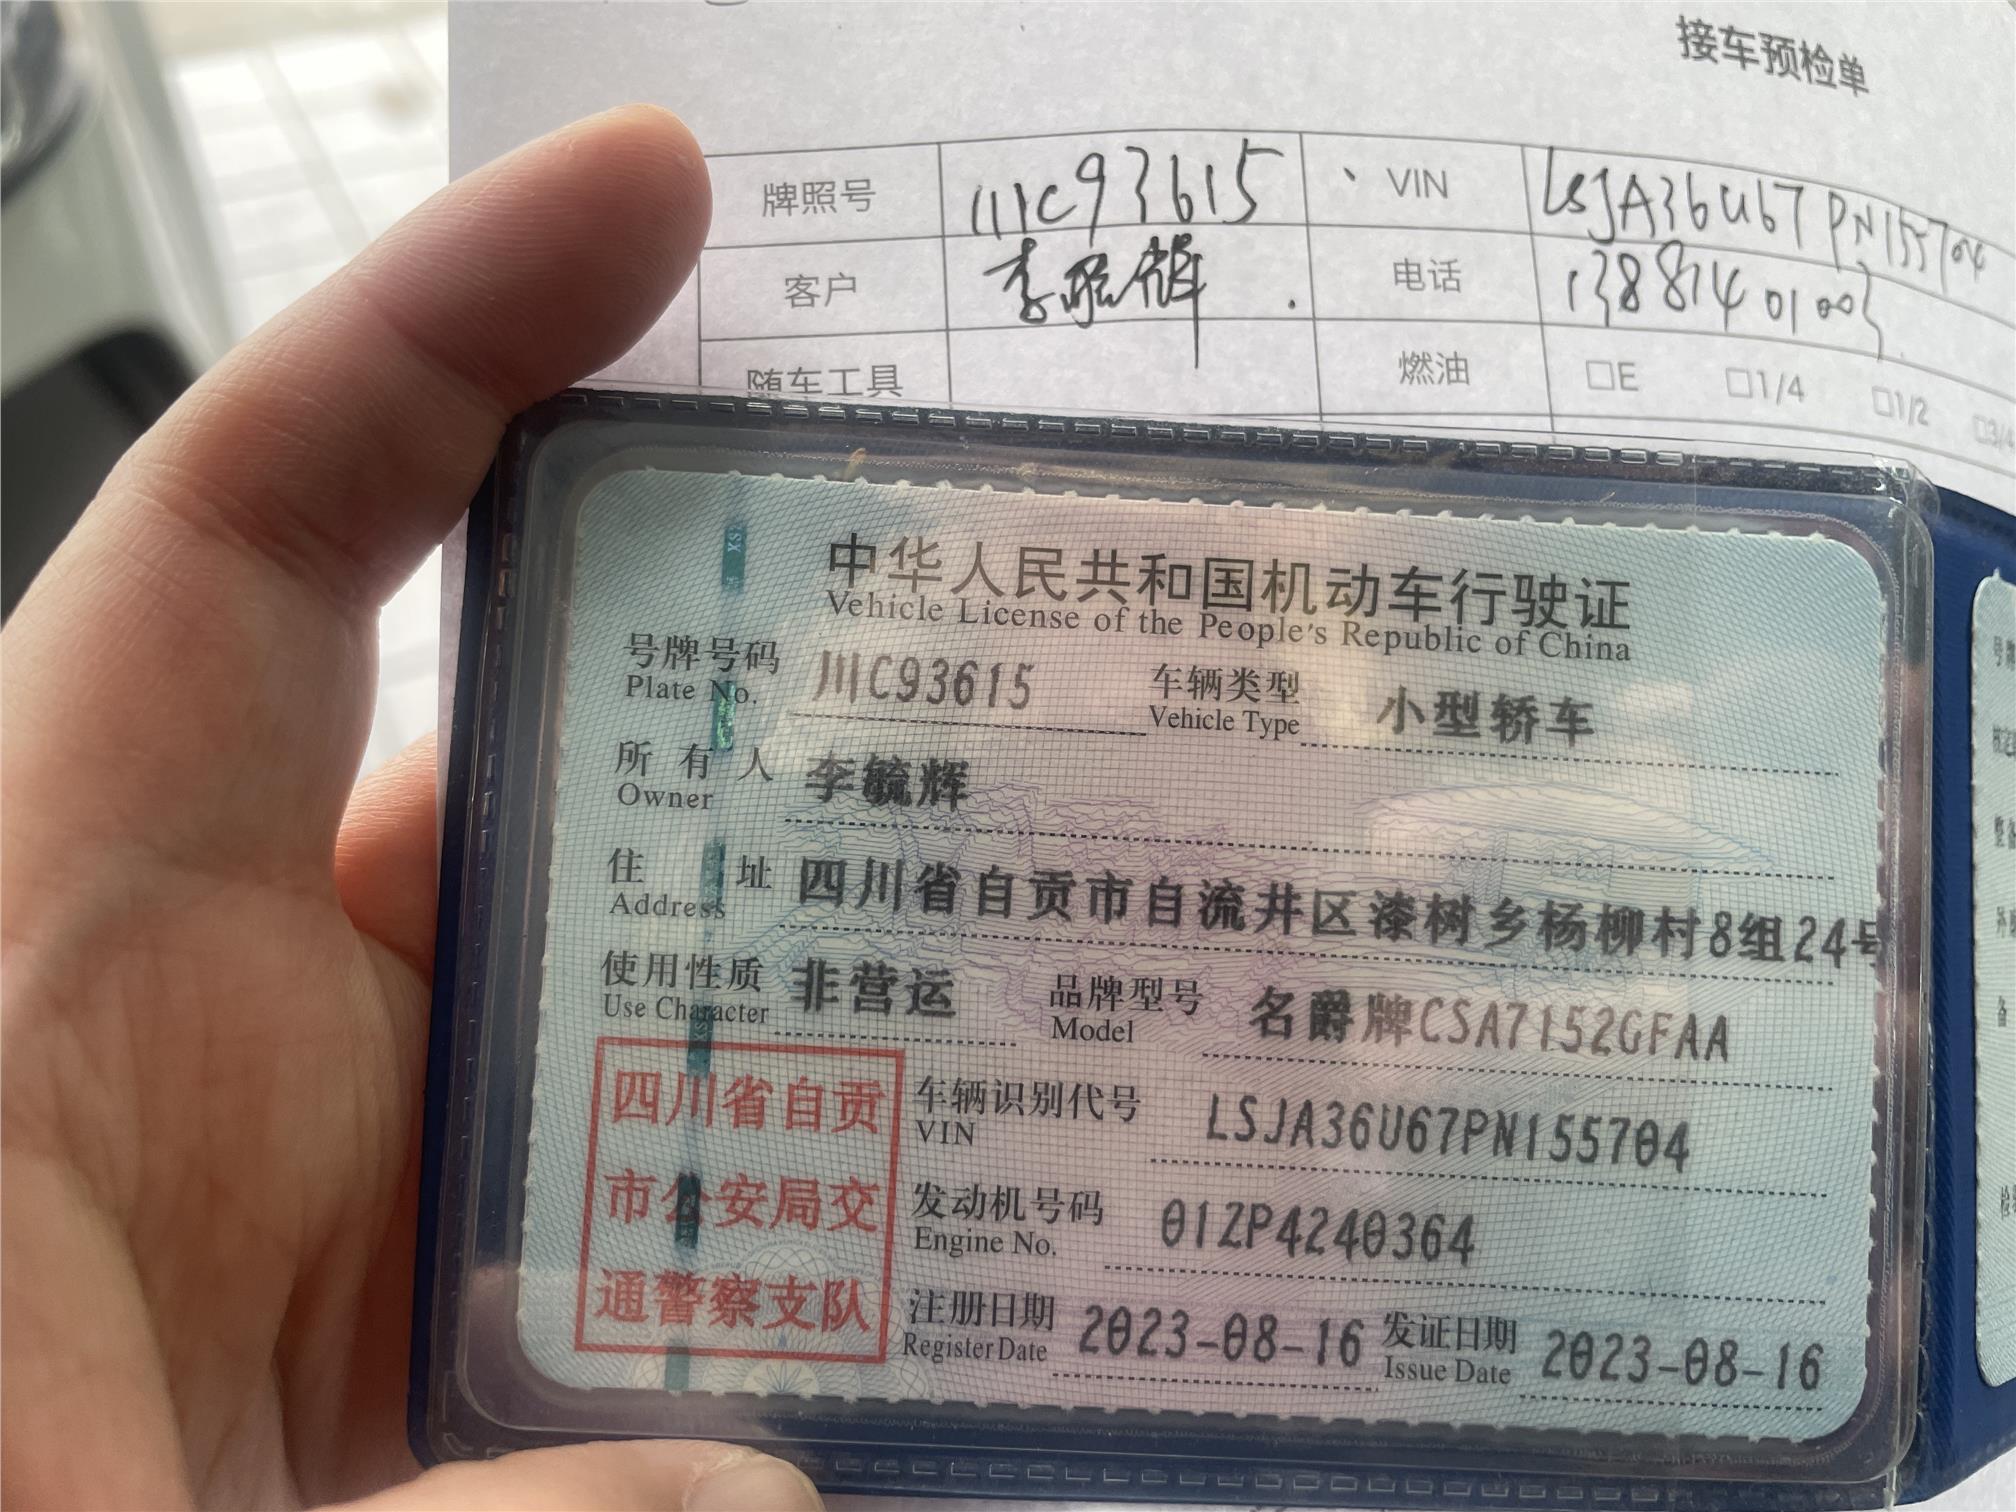 接车预检单
牌照号 川C93615 VIN LSJA36U67PN155704
客户 李毓辉 电话 13881401003
随车工具 燃油 □E □1/4 □1/2
中华人民共和国机动车行驶证
Vehicle License of the People's Republic of China
号牌号码 川C93615 车辆类型 小型轿车
Plate No. Vehicle Type
所有人 李毓辉
Owner
住址 四川省自贡市自流井区漆树乡杨柳村8组24号
Address
使用性质 非营运 品牌型号 名爵牌CSA7152GFAA
Use Character Model
四川省自贡
市公安局交
通警察支队
车辆识别代号 LSJA36U67PN155704
VIN
发动机号码 01ZP4240364
Engine No.
注册日期 2023-08-16 发证日期 2023-08-16
Register Date Issue Date